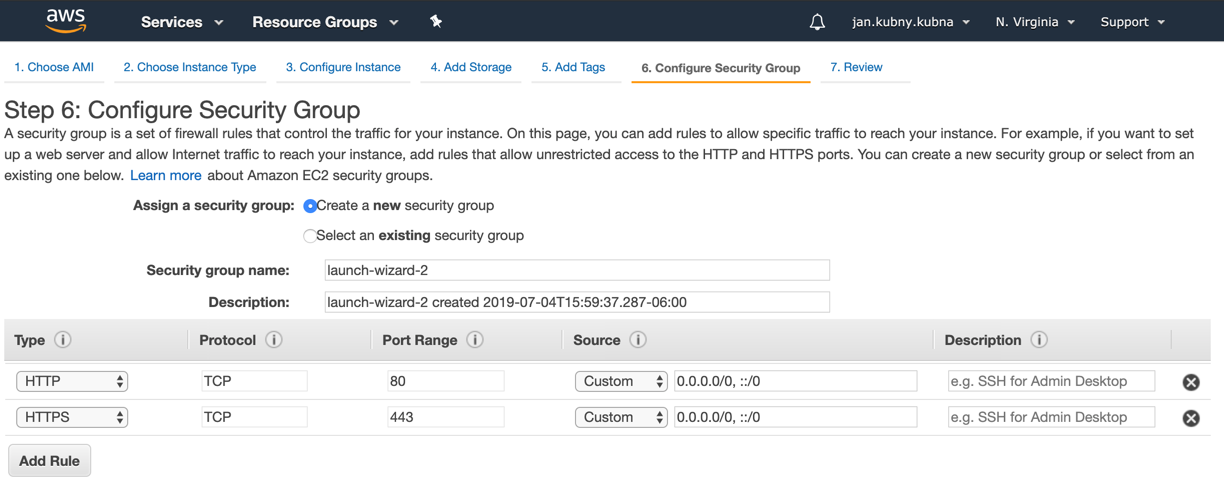 aws Services Resource Groups jan.kubny.kubna N. Virginia Support
1. Choose AMI 2. Choose Instance Type 3. Configure Instance 4. Add Storage 5. Add Tags 6. Configure Security Group 7. Review
Step 6: Configure Security Group
A security group is a set of firewall rules that control the traffic for your instance. On this page, you can add rules to allow specific traffic to reach your instance. For example, if you want to set
up a web server and allow Internet traffic to reach your instance, add rules that allow unrestricted access to the HTTP and HTTPS ports. You can create a new security group or select from an
existing one below. Learn more about Amazon EC2 security groups.
Assign a security group: Create a new security group
Select an existing security group
Security group name: launch-wizard-2
Description: launch-wizard-2 created 2019-07-04T15:59:37.287-06:00
Type i Protocol i Port Range i Source i Description i
HTTP TCP 80 Custom 0.0.0.0/0, ::/0 e.g. SSH for Admin Desktop
HTTPS TCP 443 Custom 0.0.0.0/0, ::/0 e.g. SSH for Admin Desktop
Add Rule